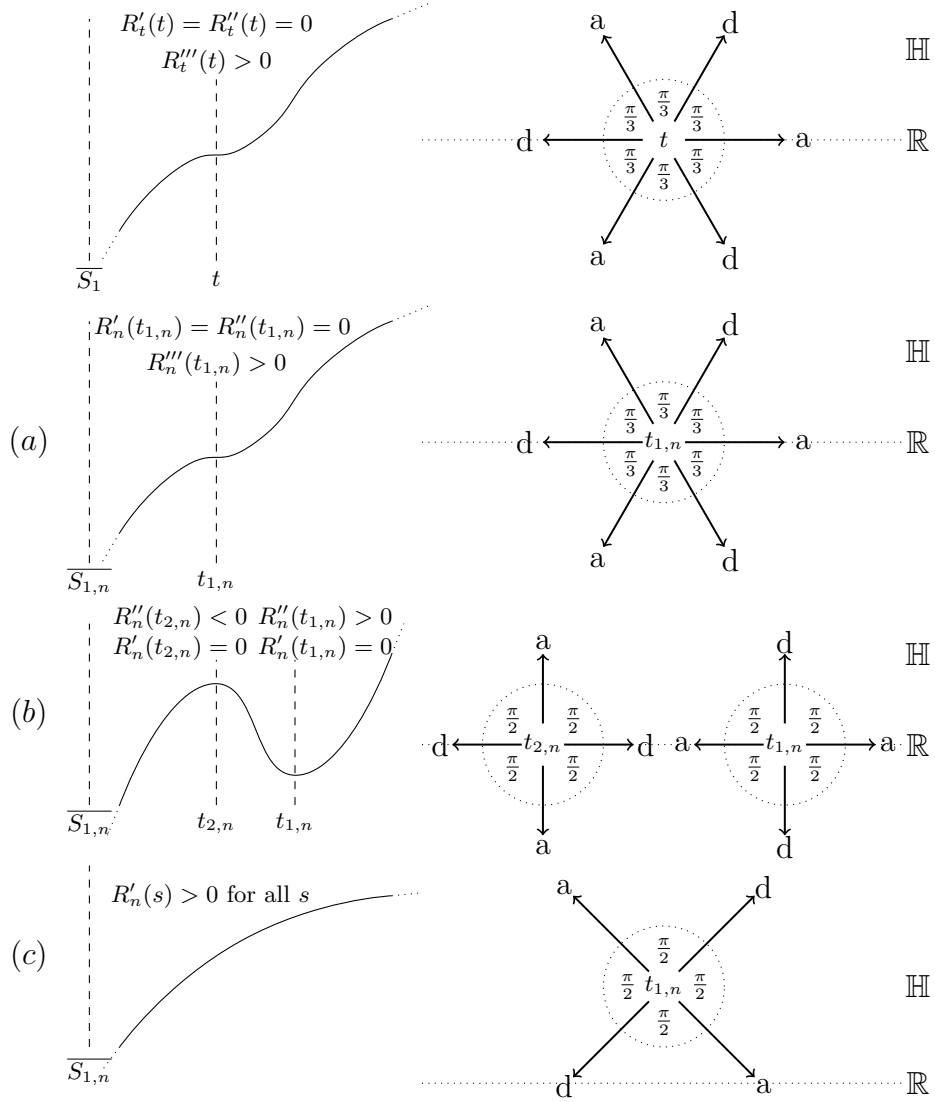 R′_t(t) = R″_t(t) = 0
R‴_t(t) > 0
S̅₁
t
a
d
ℍ
π/3 π/3 π/3
d
t
a
ℝ
π/3 π/3 π/3
a
d
(a)
R′_n(t_{1,n}) = R″_n(t_{1,n}) = 0
R‴_n(t_{1,n}) > 0
S̅_{1,n}
t_{1,n}
a
d
ℍ
π/3 π/3 π/3
d
t_{1,n}
a
ℝ
π/3 π/3 π/3
a
d
(b)
R″_n(t_{2,n}) < 0 R″_n(t_{1,n}) > 0
R′_n(t_{2,n}) = 0 R′_n(t_{1,n}) = 0
S̅_{1,n}
t_{2,n}
t_{1,n}
a
d
ℍ
π/2 π/2
π/2 π/2
d
t_{2,n}
d
a
t_{1,n}
a
ℝ
π/2 π/2
π/2 π/2
a
d
(c)
R′_n(s) > 0 for all s
S̅_{1,n}
a
d
π/2
π/2
t_{1,n}
π/2
ℍ
π/2
d
a
ℝ